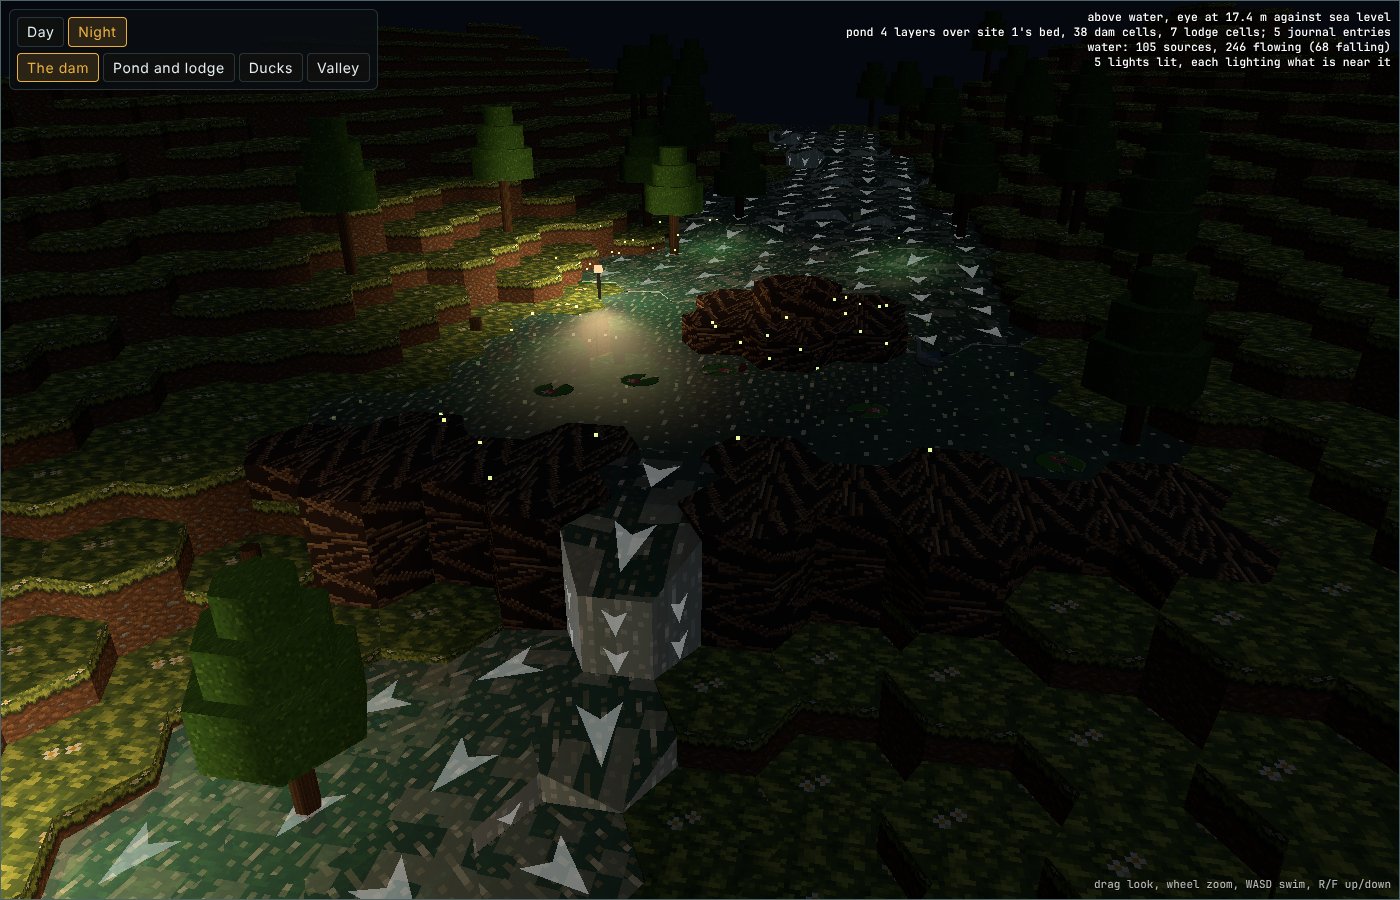 Day Night
The dam Pond and lodge Ducks Valley
above water, eye at 17.4 m against sea level
pond 4 layers over site 1's bed, 38 dam cells, 7 lodge cells; 5 journal entries
water: 105 sources, 246 flowing (68 falling)
5 lights lit, each lighting what is near it
drag look, wheel zoom, WASD swim, R/F up/down